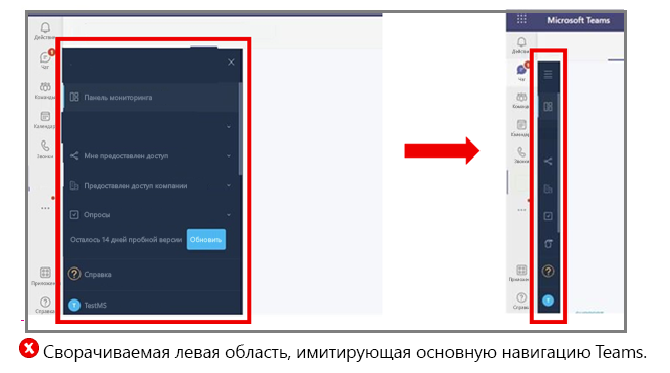 Microsoft Teams
Действия
X
Действия
Чат
Чат
Панель мониторинга
Команды
Команды
Календарь
Календарь
Звонки
Мне предоставлен доступ
Звонки
Предоставлен доступ компании
Опросы
Осталось 14 дней пробной версии Обновить
Справка
Приложения
TestMS
Справка
Справка
Сворачиваемая левая область, имитирующая основную навигацию Teams.